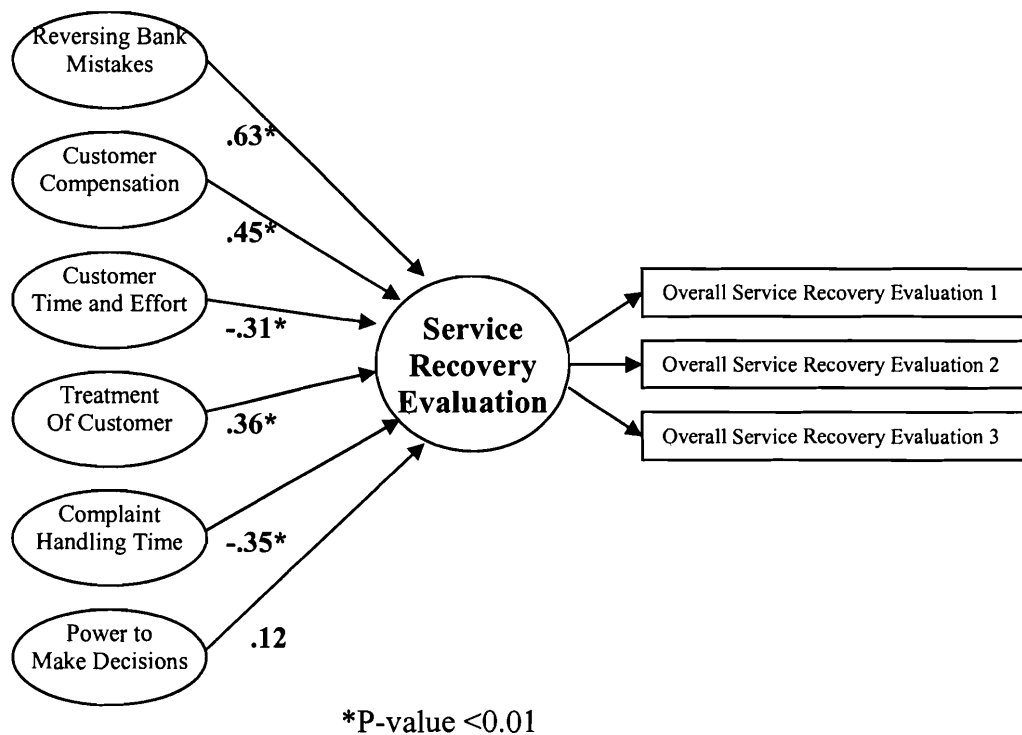 Reversing Bank
Mistakes
.63*
Customer
Compensation
.45*
Customer
Time and Effort
-.31*
Treatment
Of Customer
.36*
Complaint
Handling Time
-.35*
Power to
Make Decisions
.12
Service
Recovery
Evaluation
Overall Service Recovery Evaluation 1
Overall Service Recovery Evaluation 2
Overall Service Recovery Evaluation 3
*P-value <0.01